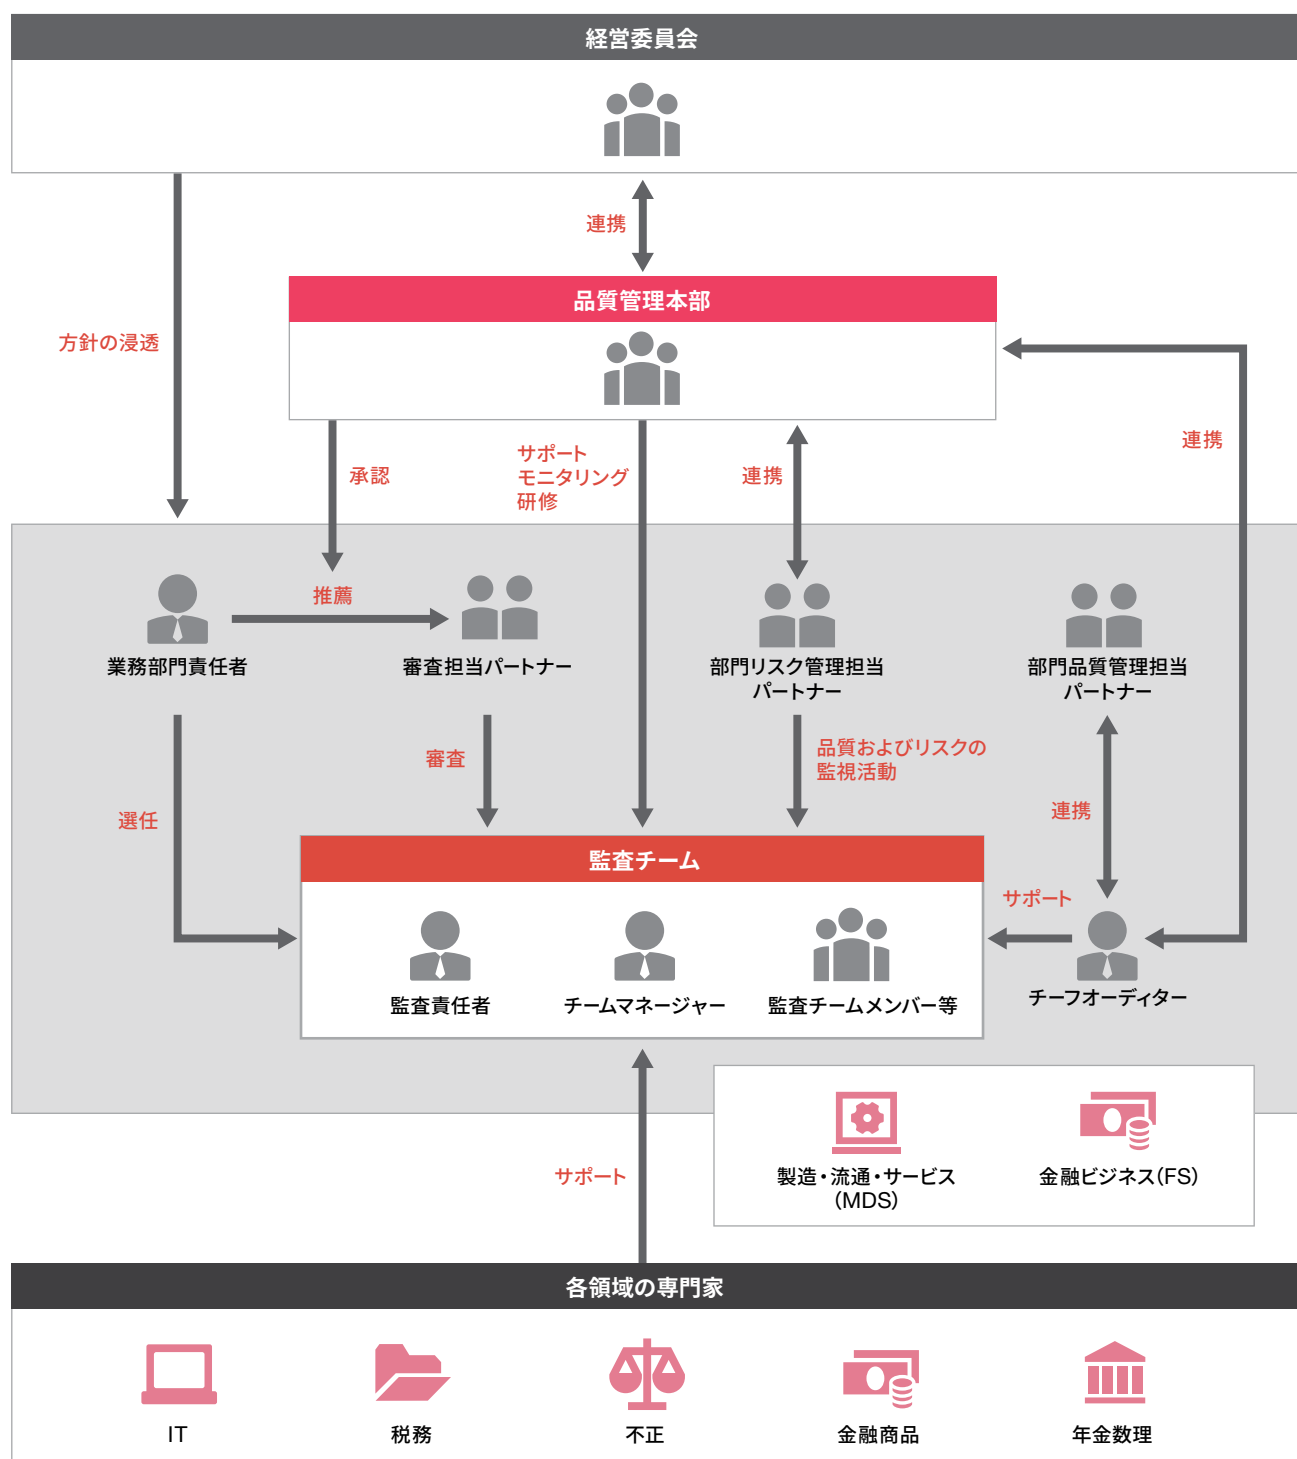 経営委員会
連携
品質管理本部
方針の浸透
承認
サポート
モニタリング
研修
連携
連携
推薦
業務部門責任者
審査担当パートナー
部門リスク管理担当
パートナー
部門品質管理担当
パートナー
選任
審査
品質およびリスクの
監視活動
連携
監査チーム
サポート
監査責任者
チームマネージャー
監査チームメンバー等
チーフオーディター
製造・流通・サービス
(MDS)
金融ビジネス(FS)
サポート
各領域の専門家
IT
税務
不正
金融商品
年金数理